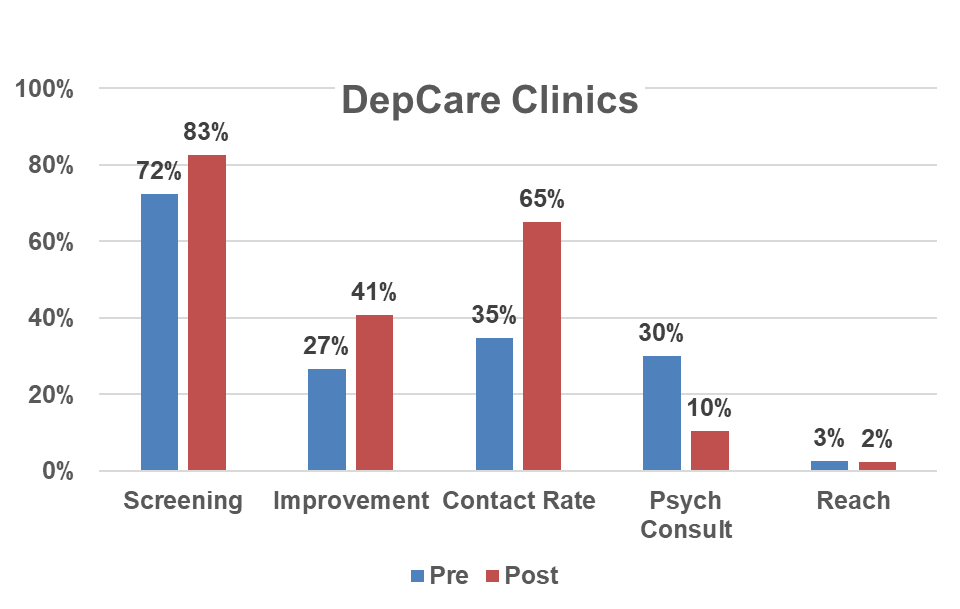 DepCare Clinics
100%
80%
60%
40%
20%
0%
72%
83%
27%
41%
35%
65%
30%
10%
3%
2%
Screening
Improvement
Contact Rate
Psych
Consult
Reach
Pre
Post